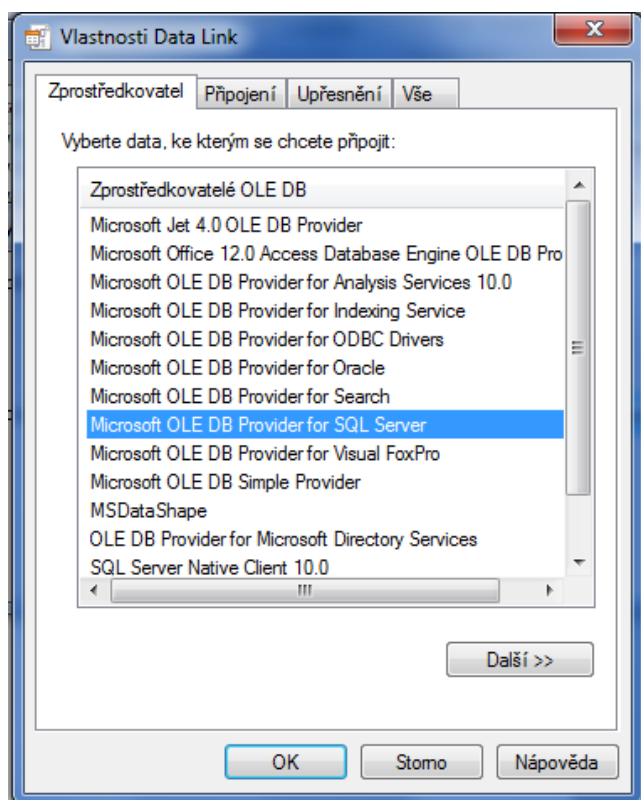 Vlastnosti Data Link
Zprostředkovatel Připojení Upřesnění Vše
Vyberte data, ke kterým se chcete připojit:
Zprostředkovatelé OLE DB
Microsoft Jet 4.0 OLE DB Provider
Microsoft Office 12.0 Access Database Engine OLE DB Pro
Microsoft OLE DB Provider for Analysis Services 10.0
Microsoft OLE DB Provider for Indexing Service
Microsoft OLE DB Provider for ODBC Drivers
Microsoft OLE DB Provider for Oracle
Microsoft OLE DB Provider for Search
Microsoft OLE DB Provider for SQL Server
Microsoft OLE DB Provider for Visual FoxPro
Microsoft OLE DB Simple Provider
MSDataShape
OLE DB Provider for Microsoft Directory Services
SQL Server Native Client 10.0
Další >>
OK Storno Nápověda